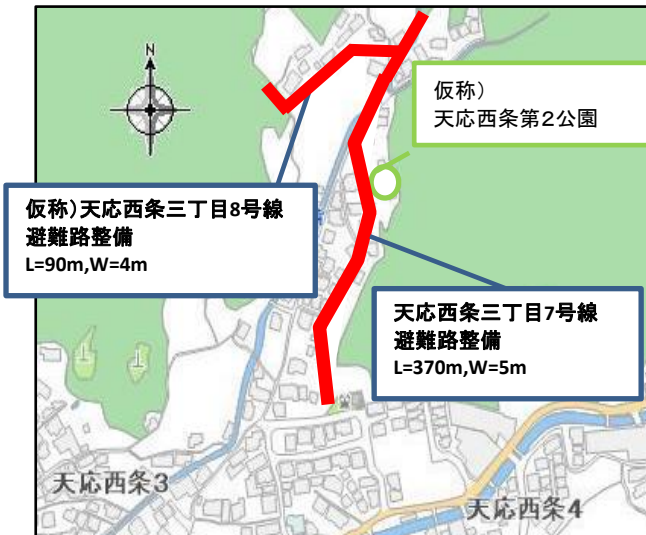 N
仮称)
天応西条第2公園
仮称)天応西条三丁目8号線
避難路整備
L=90m,W=4m
天応西条三丁目7号線
避難路整備
L=370m,W=5m
天応西条3
天応西条4